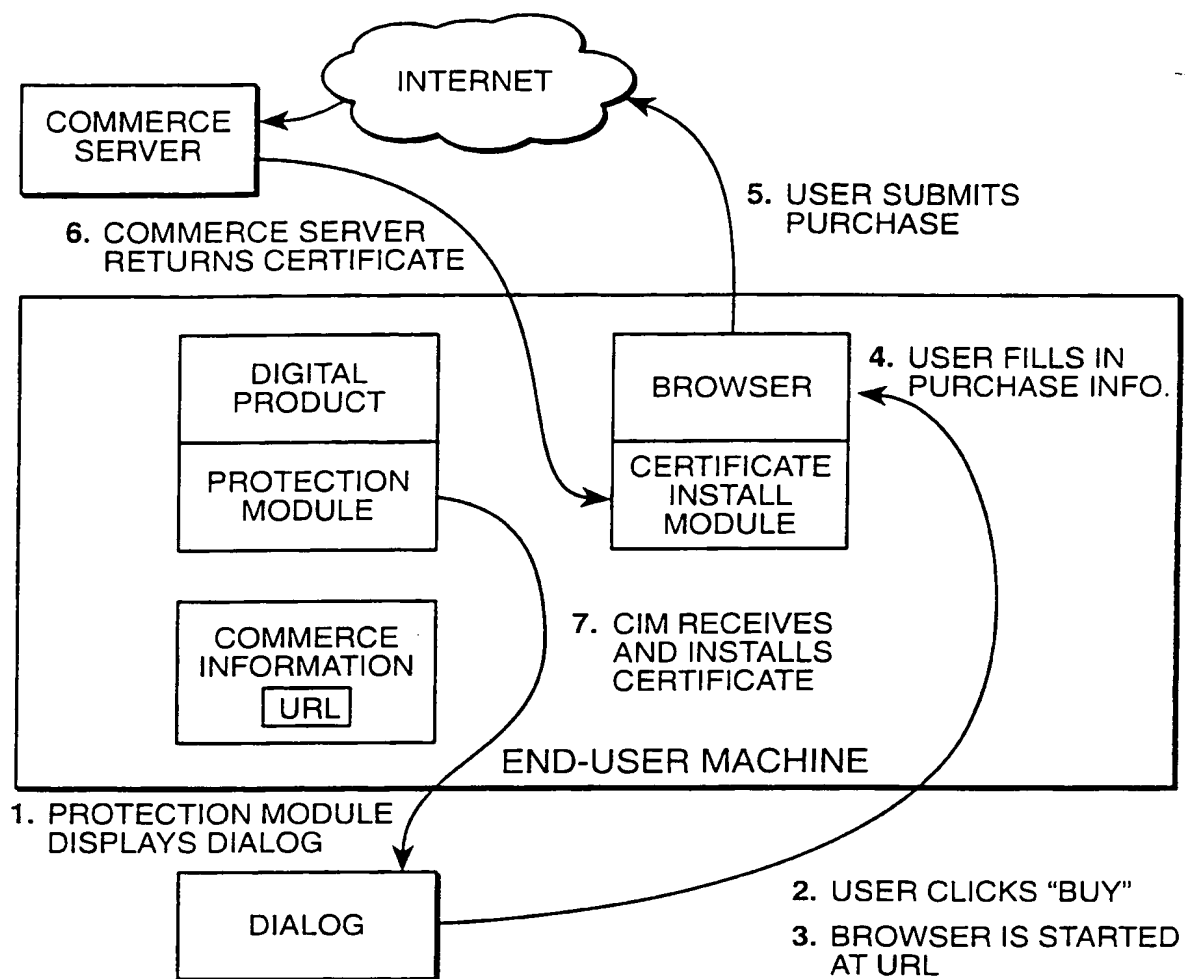 INTERNET
COMMERCE
SERVER
5. USER SUBMITS
PURCHASE
6. COMMERCE SERVER
RETURNS CERTIFICATE
DIGITAL
PRODUCT
BROWSER
4. USER FILLS IN
PURCHASE INFO.
PROTECTION
MODULE
CERTIFICATE
INSTALL
MODULE
COMMERCE
INFORMATION
URL
7. CIM RECEIVES
AND INSTALLS
CERTIFICATE
END-USER MACHINE
1. PROTECTION MODULE
DISPLAYS DIALOG
DIALOG
2. USER CLICKS “BUY”
3. BROWSER IS STARTED
AT URL